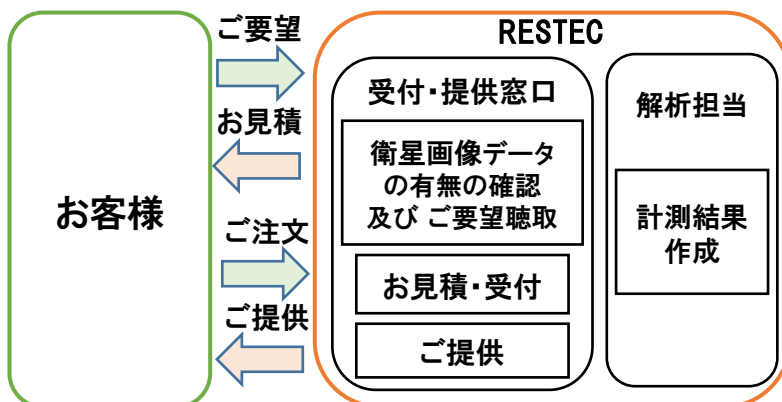 ご要望
お見積
ご注文
ご提供
お客様
RESTEC
受付・提供窓口
衛星画像データ
の有無の確認
及び ご要望聴取
お見積・受付
ご提供
解析担当
計測結果
作成